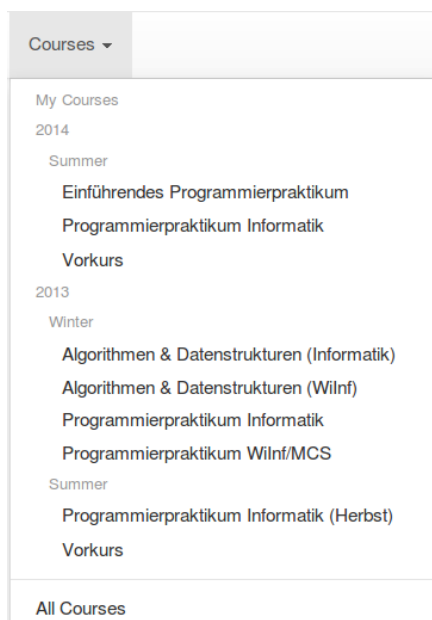 Courses
My Courses
2014
Summer
Einführendes Programmierpraktikum
Programmierpraktikum Informatik
Vorkurs
2013
Winter
Algorithmen & Datenstrukturen (Informatik)
Algorithmen & Datenstrukturen (WiInf)
Programmierpraktikum Informatik
Programmierpraktikum WiInf/MCS
Summer
Programmierpraktikum Informatik (Herbst)
Vorkurs
All Courses